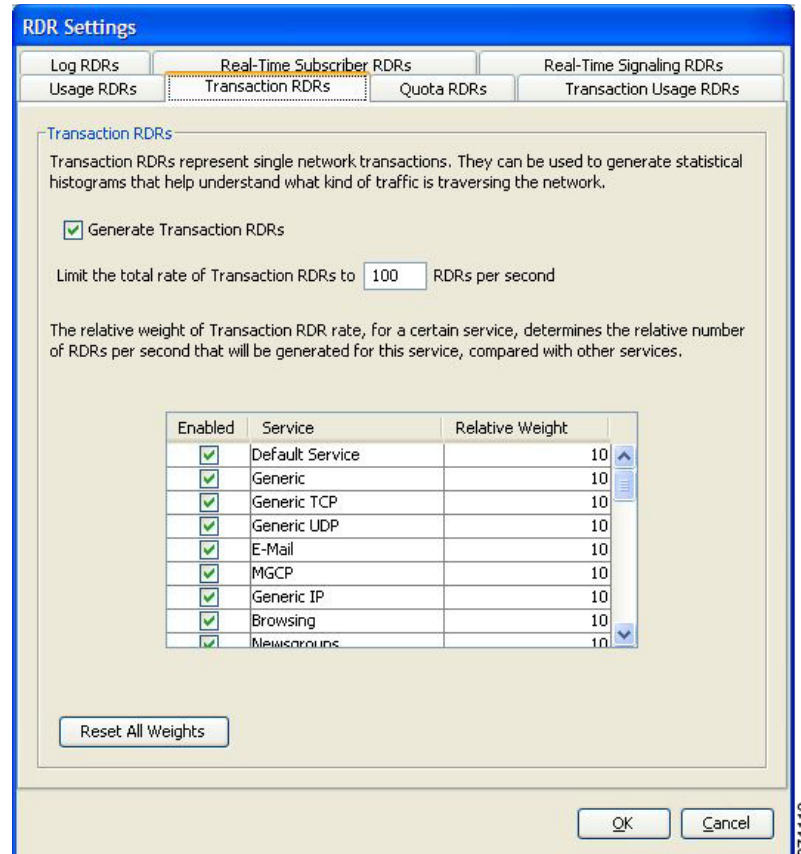 RDR Settings
Log RDRs
Real-Time Subscriber RDRs
Real-Time Signaling RDRs
Usage RDRs
Transaction RDRs
Quota RDRs
Transaction Usage RDRs
Transaction RDRs
Transaction RDRs represent single network transactions. They can be used to generate statistical
histograms that help understand what kind of traffic is traversing the network.
Generate Transaction RDRs
Limit the total rate of Transaction RDRs to 100 RDRs per second
The relative weight of Transaction RDR rate, for a certain service, determines the relative number
of RDRs per second that will be generated for this service, compared with other services.
Enabled Service Relative Weight
Default Service 10
Generic 10
Generic TCP 10
Generic UDP 10
E-Mail 10
MGCP 10
Generic IP 10
Browsing 10
Newsgroups 10
Reset All Weights
OK Cancel